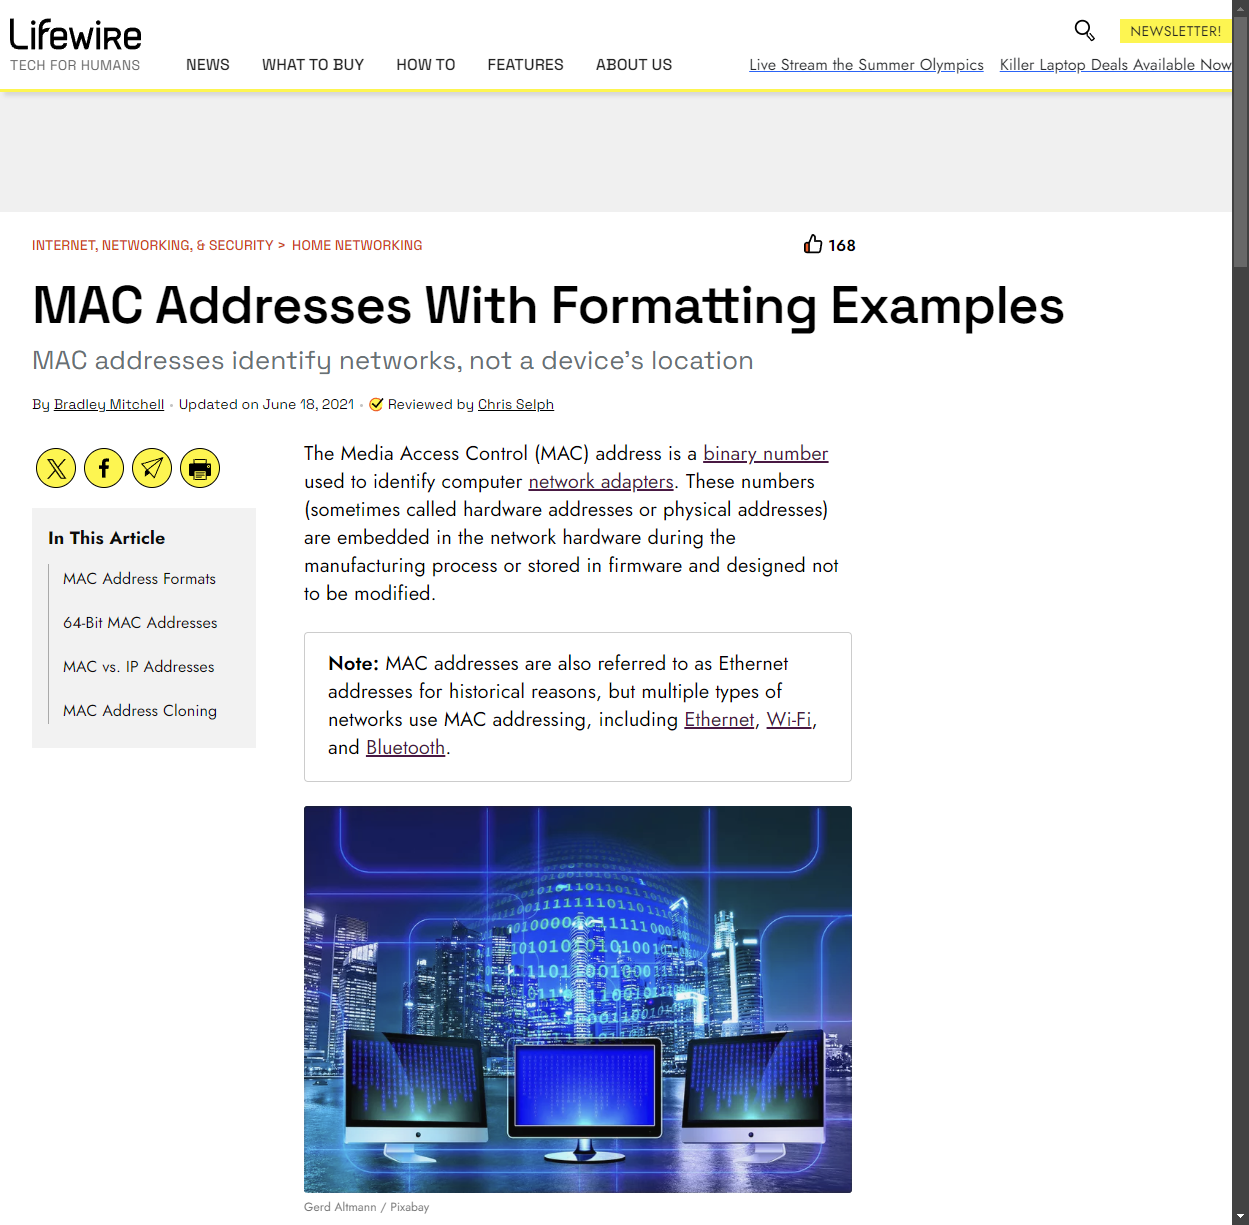 Lifewire
TECH FOR HUMANS
NEWSLETTER!
NEWS WHAT TO BUY HOW TO FEATURES ABOUT US Live Stream the Summer Olympics Killer Laptop Deals Available Now
INTERNET, NETWORKING, & SECURITY > HOME NETWORKING 168
MAC Addresses With Formatting Examples
MAC addresses identify networks, not a device's location
By Bradley Mitchell • Updated on June 18, 2021 • Reviewed by Chris Selph
In This Article
MAC Address Formats
64-Bit MAC Addresses
MAC vs. IP Addresses
MAC Address Cloning
The Media Access Control (MAC) address is a binary number
used to identify computer network adapters. These numbers
(sometimes called hardware addresses or physical addresses)
are embedded in the network hardware during the
manufacturing process or stored in firmware and designed not
to be modified.
Note: MAC addresses are also referred to as Ethernet
addresses for historical reasons, but multiple types of
networks use MAC addressing, including Ethernet, Wi-Fi,
and Bluetooth.
Gerd Altmann / Pixabay